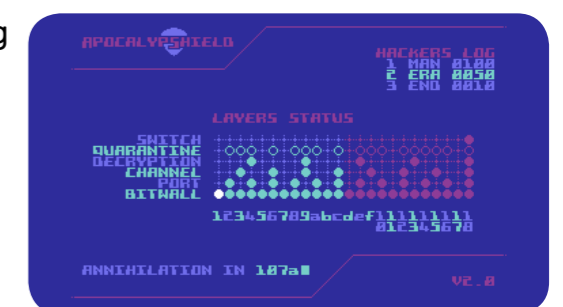 g
APOCALYPSHIELD
HACKERS LOG
1 MAN 0100
2 ERA 0050
3 END 0010
LAYERS STATUS
SWITCH
QUARANTINE
DECRYPTION
CHANNEL
PORT
BITWALL
123456789abcdef11111111
012345678
ANNIHILATION IN 107a
V2.0